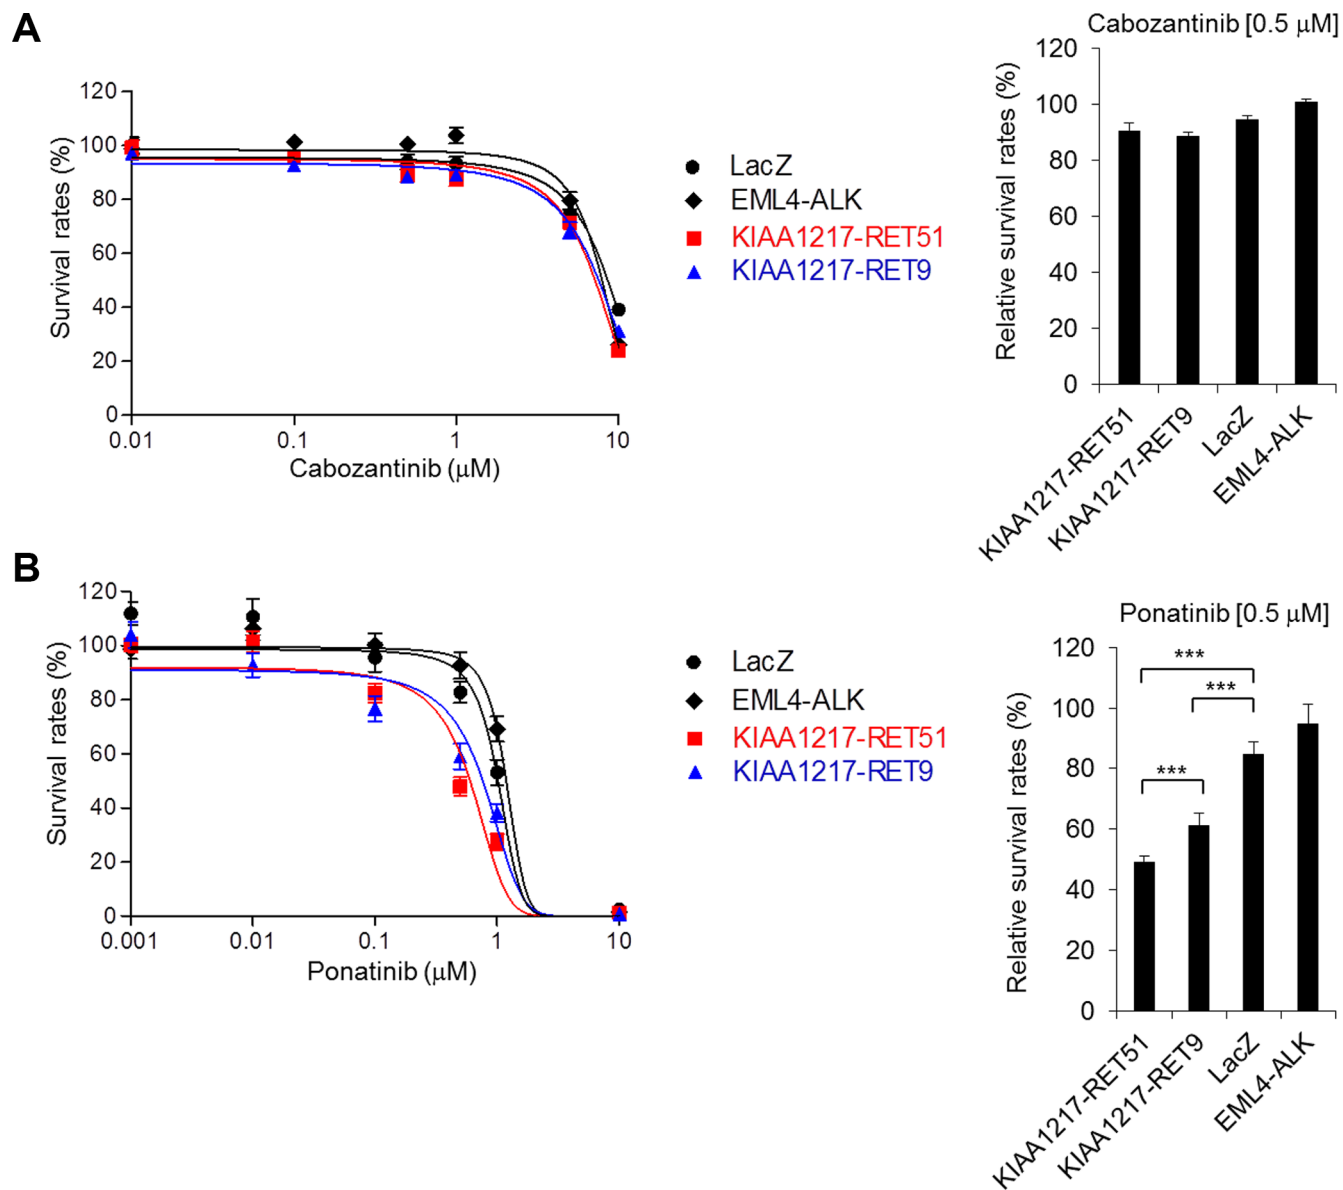 A
Cabozantinib [0.5 μM]
Survival rates (%)
120
100
80
60
40
20
0
0.01
0.1
1
10
Cabozantinib (μM)
LacZ
EML4-ALK
KIAA1217-RET51
KIAA1217-RET9
Relative survival rates (%)
120
100
80
60
40
20
0
KIAA1217-RET51
KIAA1217-RET9
LacZ
EML4-ALK
B
Survival rates (%)
120
100
80
60
40
20
0
0.001
0.01
0.1
1
10
Ponatinib (μM)
LacZ
EML4-ALK
KIAA1217-RET51
KIAA1217-RET9
Ponatinib [0.5 μM]
Relative survival rates (%)
120
100
80
60
40
20
0
***
***
***
KIAA1217-RET51
KIAA1217-RET9
LacZ
EML4-ALK